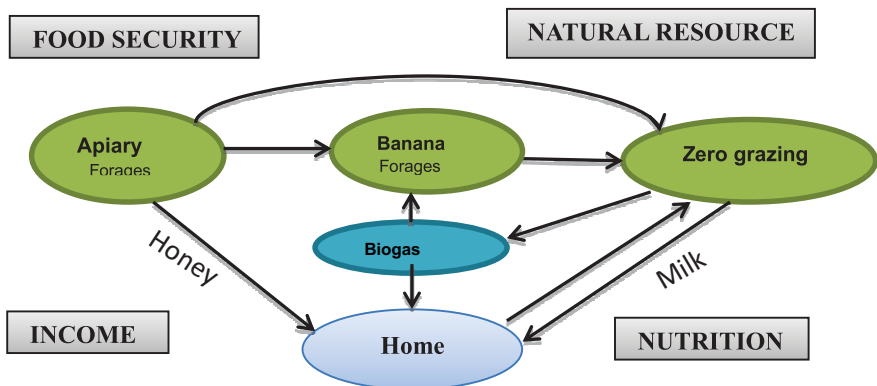 FOOD SECURITY
NATURAL RESOURCE
Apiary
Forages
Banana
Forages
Zero grazing
Biogas
Honey
Milk
INCOME
Home
NUTRITION